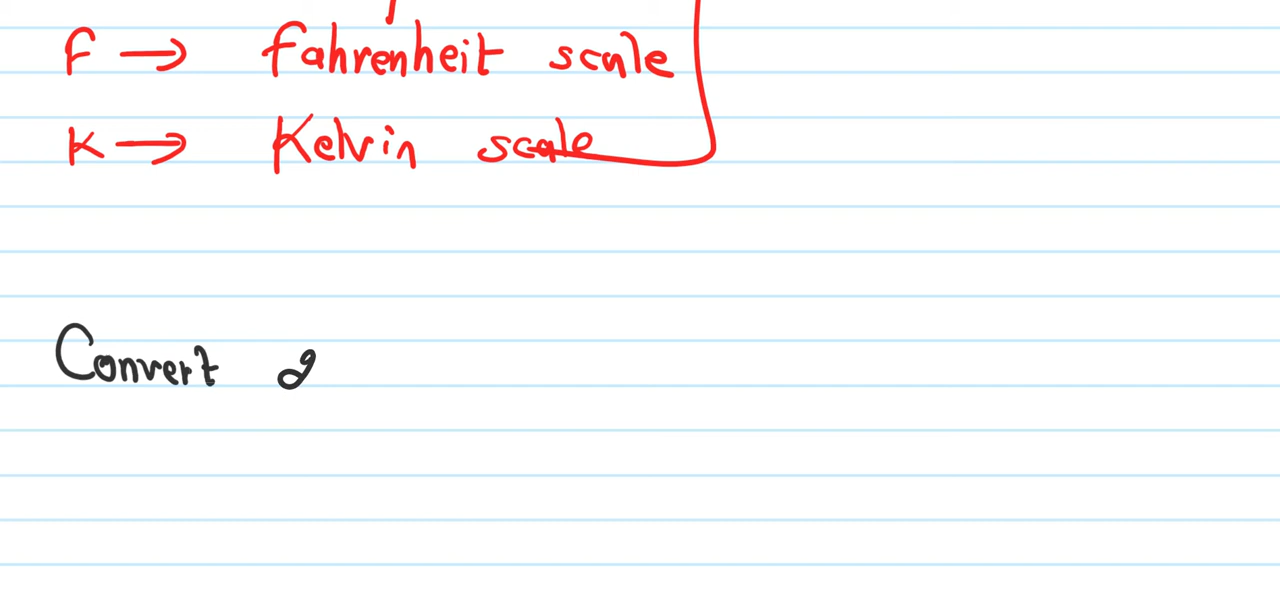 F → fahrenheit scale
K → Kelvin scale
Convert